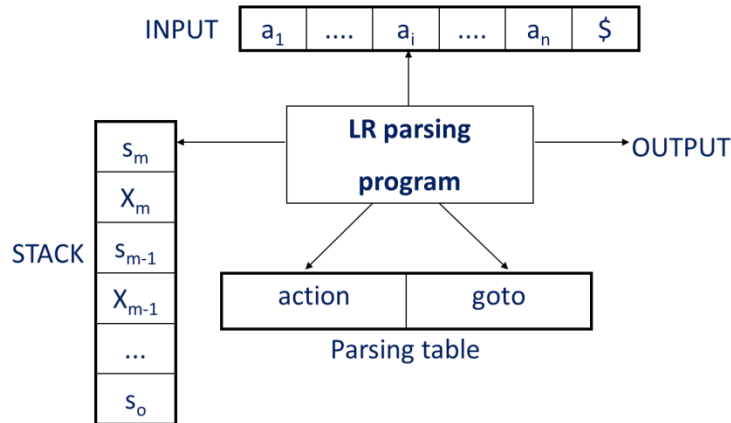 INPUT a₁ .... aᵢ .... aₙ $
LR parsing
program
OUTPUT
STACK
sₘ
Xₘ
sₘ₋₁
Xₘ₋₁
...
sₒ
action goto
Parsing table